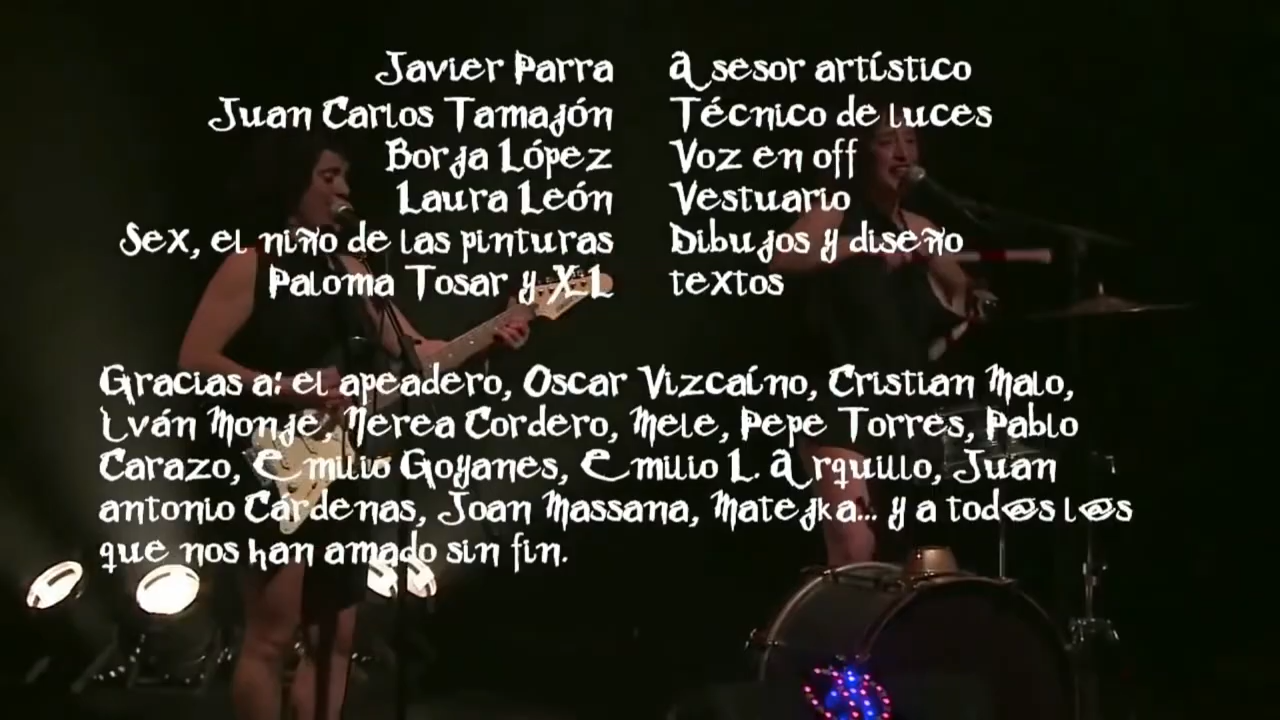 Javier Parra Asesor artístico
Juan Carlos Tamajón Técnico de luces
Borja López Voz en off
Laura León Vestuario
Sex, el niño de las pinturas Dibujos y diseño
Paloma Tosar y XL textos
Gracias a: el apeadero, Oscar Vizcaíno, Cristian Malo,
Iván Monje, Nerea Cordero, Mele, Pepe Torres, Pablo
Carazo, Emilio Goyanes, Emilio L. Arquillo, Juan
antonio Cárdenas, Joan Massana, Matejka... y a tod@s l@s
que nos han amado sin fin.